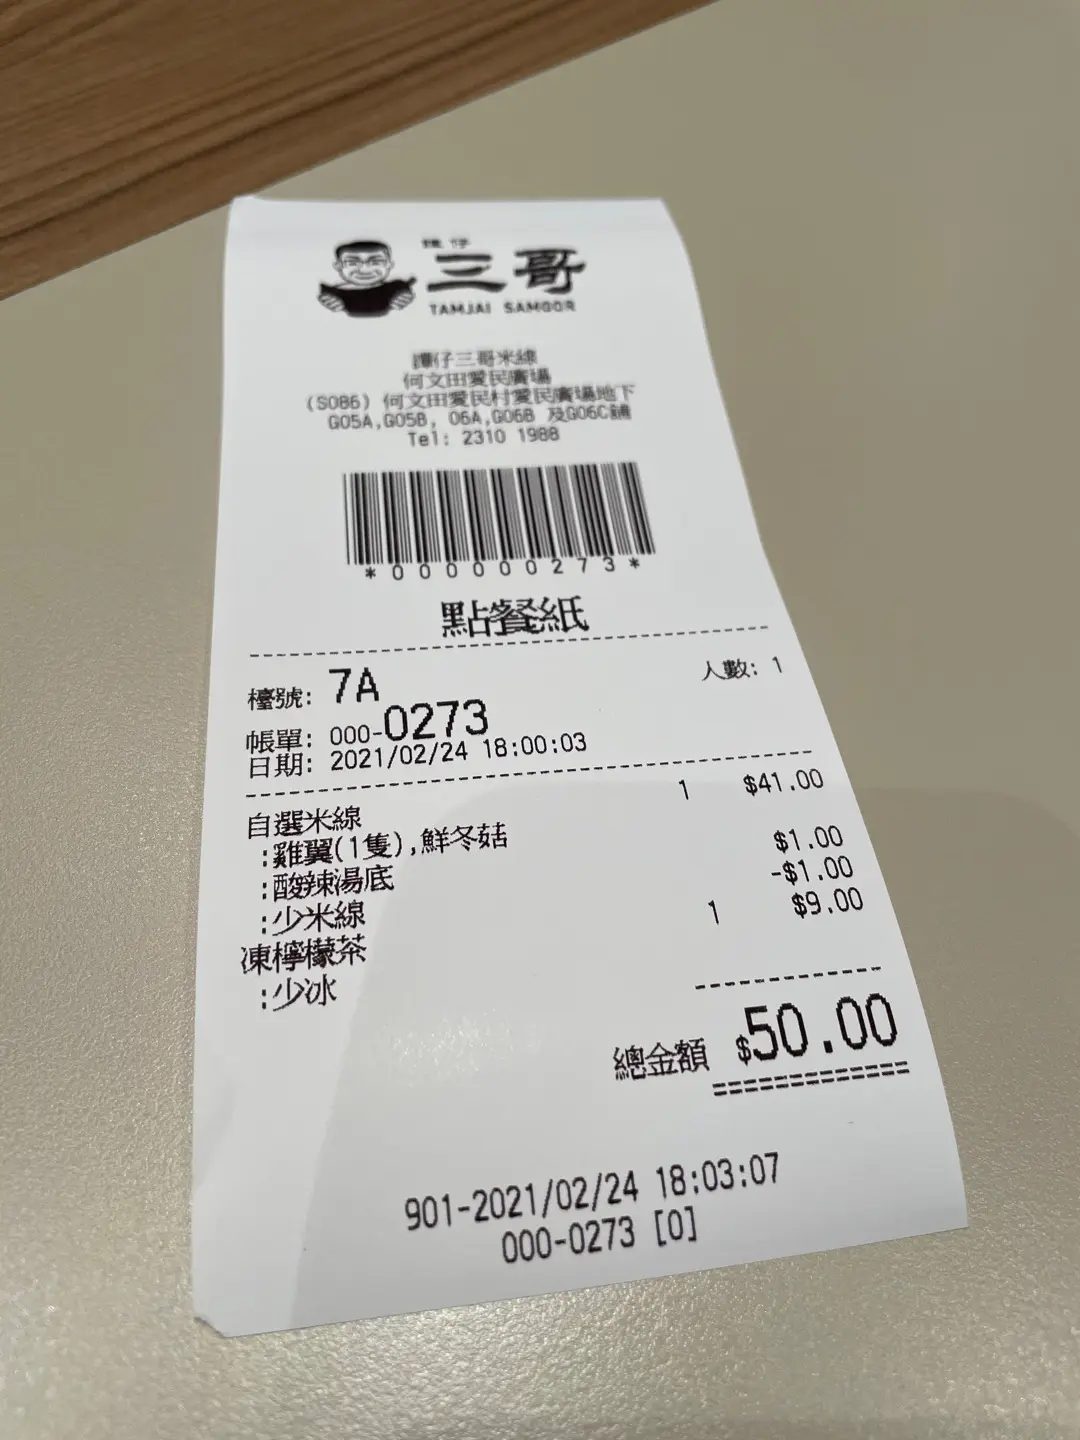 譚仔
三哥
TAMJAI SAMGOR
譚仔三哥米線
何文田愛民廣場
(S086) 何文田愛民村愛民廣場地下
G05A,G05B, 06A,G06B 及G06C鋪
Tel: 2310 1988
*000000273*
點餐紙
檯號: 7A 人數: 1
帳單: 000-0273
日期: 2021/02/24 18:00:03
自選米線 1 $41.00
:雞翼(1隻),鮮冬菇
:酸辣湯底 $1.00
:少米線 -$1.00
凍檸檬茶 1 $9.00
:少冰
總金額 $50.00
=============
901-2021/02/24 18:03:07
000-0273 [0]